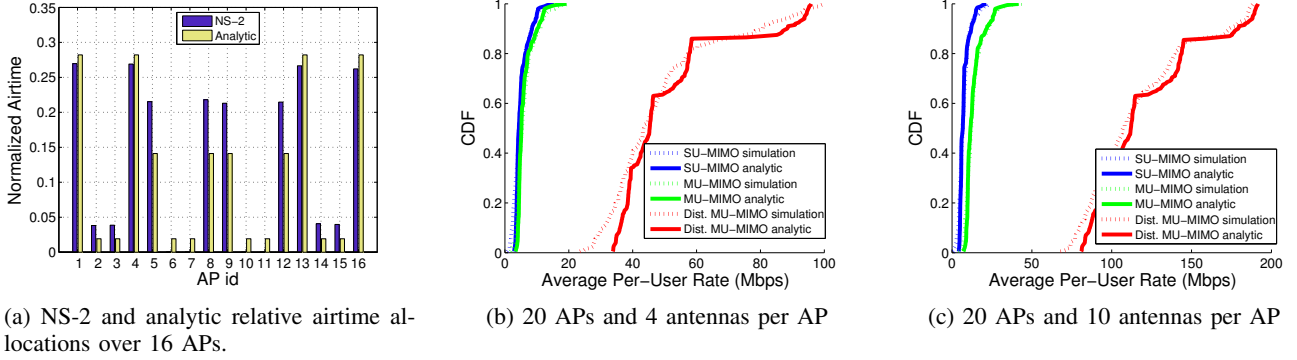 0.35
0.3
0.25
0.2
0.15
0.1
0.05
0
Normalized Airtime
NS-2
Analytic
1 2 3 4 5 6 7 8 9 10 11 12 13 14 15 16
AP id
(a) NS-2 and analytic relative airtime al-
locations over 16 APs.
1
0.8
0.6
0.4
0.2
0
CDF
SU-MIMO simulation
SU-MIMO analytic
MU-MIMO simulation
MU-MIMO analytic
Dist. MU-MIMO simulation
Dist. MU-MIMO analytic
0 20 40 60 80 100
Average Per-User Rate (Mbps)
(b) 20 APs and 4 antennas per AP
1
0.8
0.6
0.4
0.2
0
CDF
SU-MIMO simulation
SU-MIMO analytic
MU-MIMO simulation
MU-MIMO analytic
Dist. MU-MIMO simulation
Dist. MU-MIMO analytic
0 50 100 150 200
Average Per-User Rate (Mbps)
(c) 20 APs and 10 antennas per AP